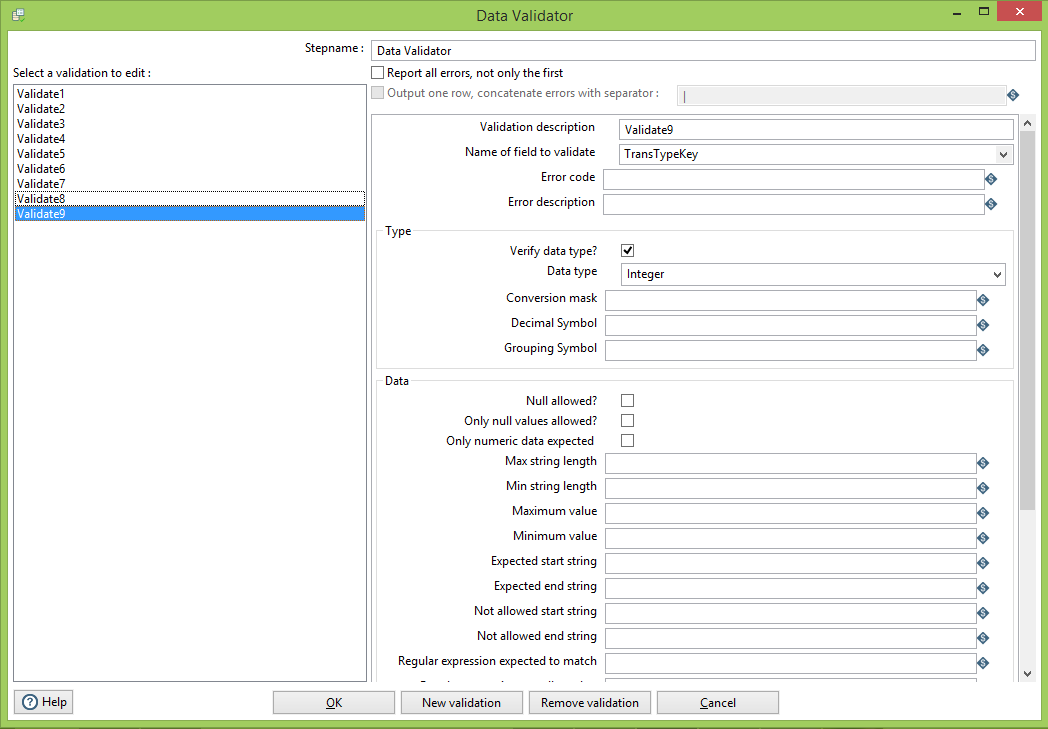 Data Validator
Stepname :
Data Validator
Select a validation to edit :
Report all errors, not only the first
Output one row, concatenate errors with separator :
|
Validate1
Validate2
Validate3
Validate4
Validate5
Validate6
Validate7
Validate8
Validate9
Validation description
Validate9
Name of field to validate
TransTypeKey
Error code
Error description
Type
Verify data type?
Data type
Integer
Conversion mask
Decimal Symbol
Grouping Symbol
Data
Null allowed?
Only null values allowed?
Only numeric data expected
Max string length
Min string length
Maximum value
Minimum value
Expected start string
Expected end string
Not allowed start string
Not allowed end string
Regular expression expected to match
Help
OK
New validation
Remove validation
Cancel